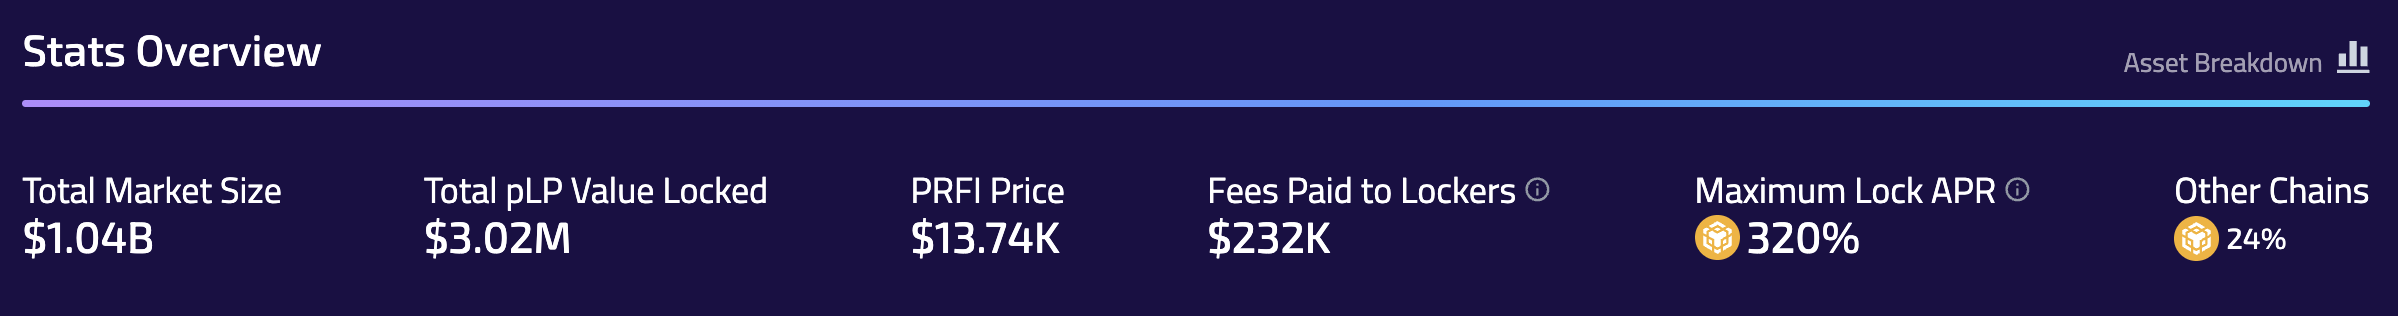 Stats Overview
Asset Breakdown
Total Market Size
$1.04B
Total pLP Value Locked
$3.02M
PRFI Price
$13.74K
Fees Paid to Lockers
$232K
Maximum Lock APR
320%
Other Chains
24%